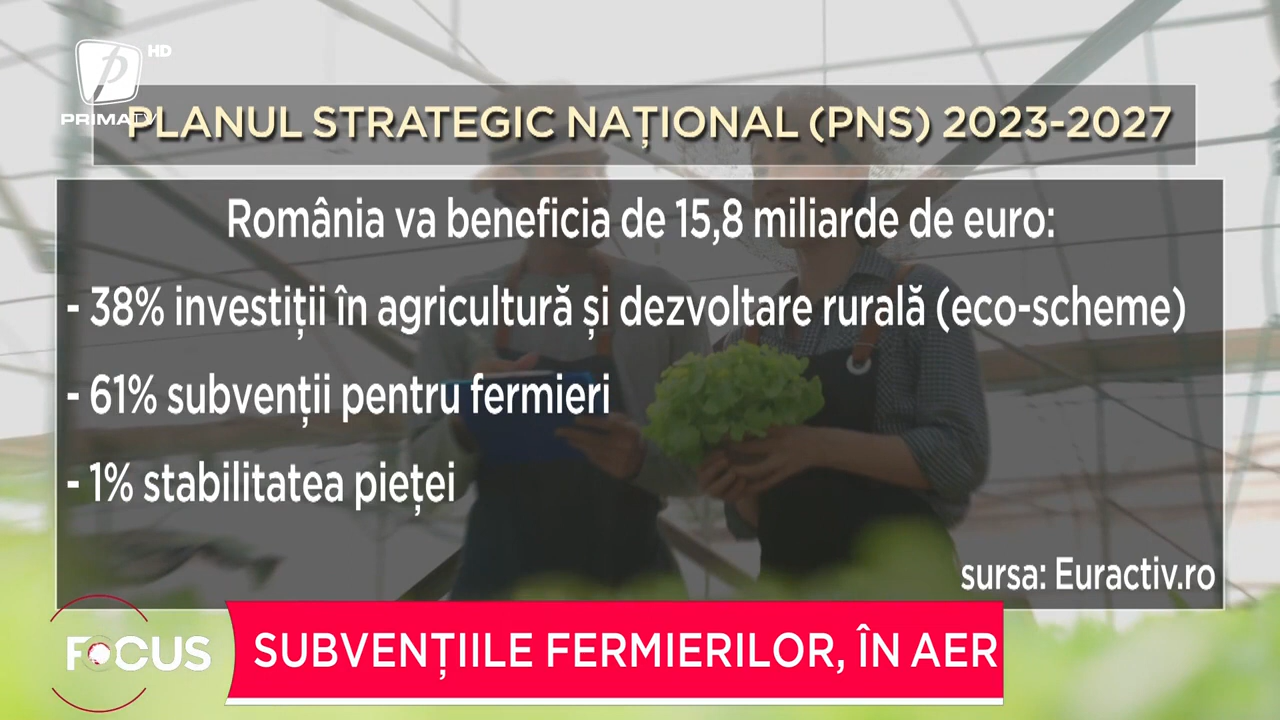 HD
PRIMA TV
PLANUL STRATEGIC NAȚIONAL (PNS) 2023-2027
România va beneficia de 15,8 miliarde de euro:
- 38% investiții în agricultură și dezvoltare rurală (eco-scheme)
- 61% subvenții pentru fermieri
- 1% stabilitatea pieței
sursa: Euractiv.ro
FOCUS
SUBVENȚIILE FERMIERILOR, ÎN AER